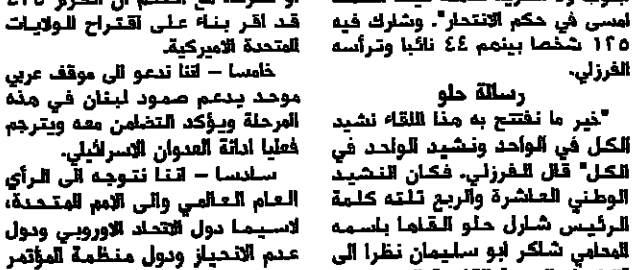 امسى في حكم الانتحار". وشارك فيه
١٢٥ شخصا بينهم ٤٤ نائبا وترأسه
الفرزلي.
رسالة حلو
"خير ما نفتتح به هذا اللقاء نشيد
الكل في الواحد ونشيد الواحد في
الكل" قال الفرزلي. فكان النشيد
الوطني العاشرة والربع تلته كلمة
الرئيس شارل حلو القاها باسمه
المحامي شاكر ابو سليمان نظرا الى
قد اقر بناء على اقتراح الولايات
المتحدة الاميركية.
خامسا – اننا ندعو الى موقف عربي
موحد يدعم صمود لبنان في هذه
المرحلة ويؤكد التضامن معه ويترجم
فعليا ادانة العدوان الاسرائيلي.
سادسا – اننا نتوجه الى الرأي
العام العالمي والى الامم المتحدة،
لاسيما دول الاتحاد الاوروبي ودول
عدم الانحياز ودول منظمة المؤتمر